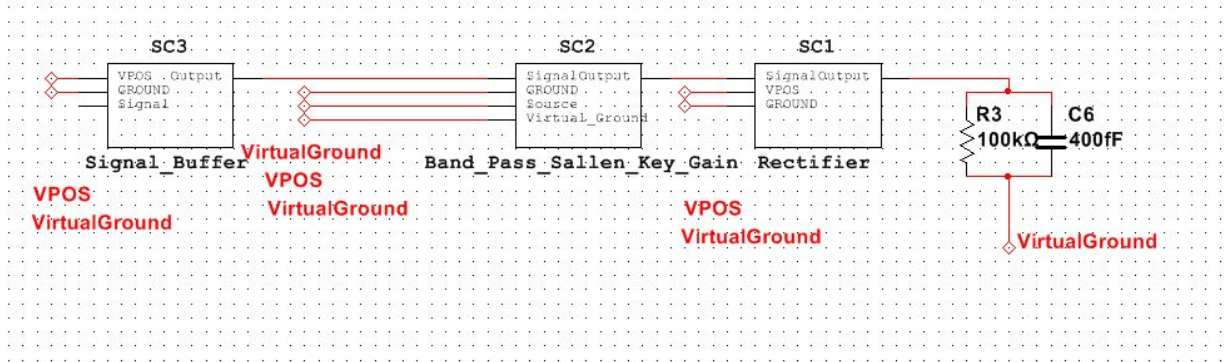 SC3
SC2
SC1
VPOS . Output
GROUND
Signal
SignalOutput
GROUND
Source
Virtual_Ground
SignalOutput
VPOS
GROUND
R3
100kΩ
C6
400fF
Signal_Buffer
Band_Pass_Sallen_Key_Gain
Rectifier
VPOS
VirtualGround
VirtualGround
VPOS
VirtualGround
VPOS
VirtualGround
VirtualGround